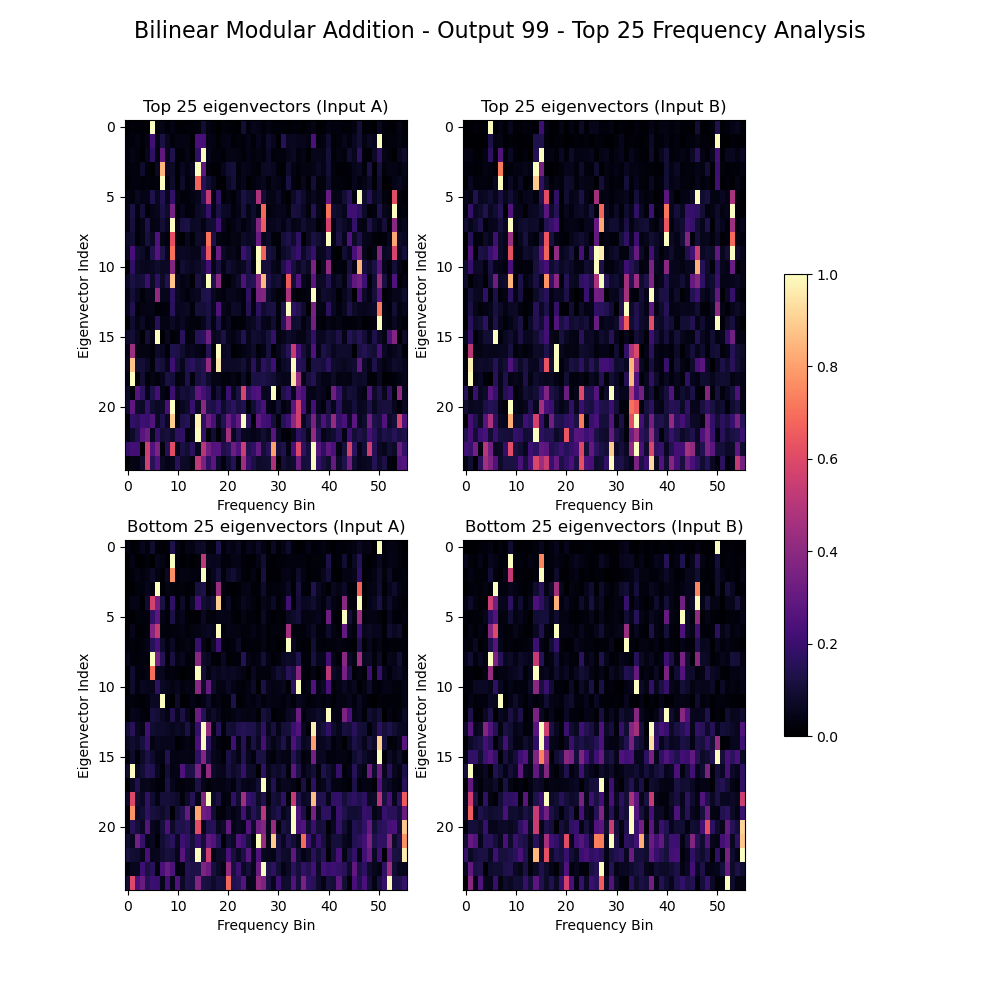 Bilinear Modular Addition - Output 99 - Top 25 Frequency Analysis
Top 25 eigenvectors (Input A)
Top 25 eigenvectors (Input B)
Eigenvector Index
0
5
10
15
20
0 10 20 30 40 50
Frequency Bin
Eigenvector Index
0
5
10
15
20
0 10 20 30 40 50
Frequency Bin
Bottom 25 eigenvectors (Input A)
Bottom 25 eigenvectors (Input B)
Eigenvector Index
0
5
10
15
20
0 10 20 30 40 50
Frequency Bin
Eigenvector Index
0
5
10
15
20
0 10 20 30 40 50
Frequency Bin
1.0
0.8
0.6
0.4
0.2
0.0